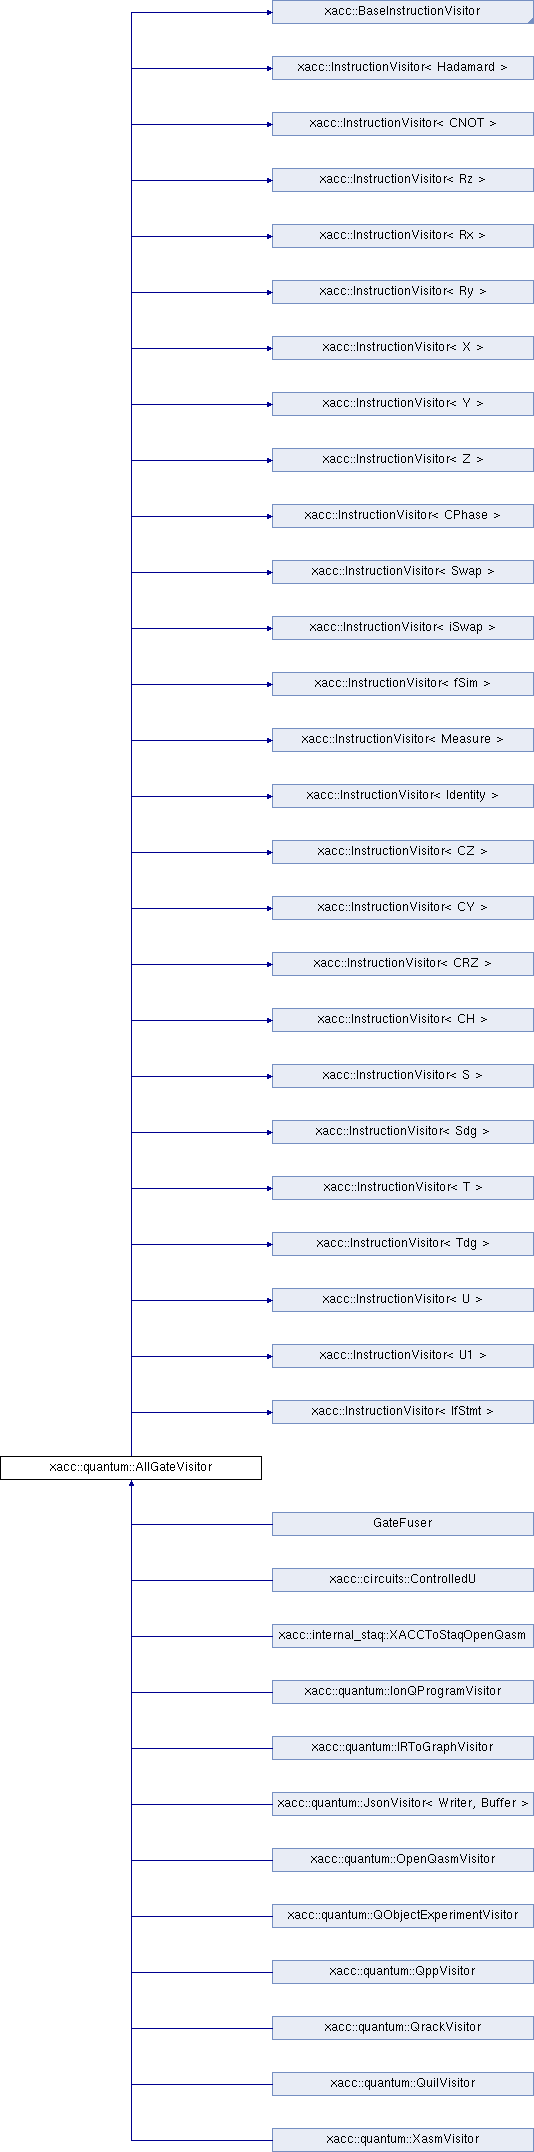 xacc::BaseInstructionVisitor
xacc::InstructionVisitor< Hadamard >
xacc::InstructionVisitor< CNOT >
xacc::InstructionVisitor< Rz >
xacc::InstructionVisitor< Rx >
xacc::InstructionVisitor< Ry >
xacc::InstructionVisitor< X >
xacc::InstructionVisitor< Y >
xacc::InstructionVisitor< Z >
xacc::InstructionVisitor< CPhase >
xacc::InstructionVisitor< Swap >
xacc::InstructionVisitor< iSwap >
xacc::InstructionVisitor< fSim >
xacc::InstructionVisitor< Measure >
xacc::InstructionVisitor< Identity >
xacc::InstructionVisitor< CZ >
xacc::InstructionVisitor< CY >
xacc::InstructionVisitor< CRZ >
xacc::InstructionVisitor< CH >
xacc::InstructionVisitor< S >
xacc::InstructionVisitor< Sdg >
xacc::InstructionVisitor< T >
xacc::InstructionVisitor< Tdg >
xacc::InstructionVisitor< U >
xacc::InstructionVisitor< U1 >
xacc::InstructionVisitor< IfStmt >
xacc::quantum::AllGateVisitor
GateFuser
xacc::circuits::ControlledU
xacc::internal_staq::XACCToStaqOpenQasm
xacc::quantum::IonQProgramVisitor
xacc::quantum::IRToGraphVisitor
xacc::quantum::JsonVisitor< Writer, Buffer >
xacc::quantum::OpenQasmVisitor
xacc::quantum::QObjectExperimentVisitor
xacc::quantum::QppVisitor
xacc::quantum::QrackVisitor
xacc::quantum::QuilVisitor
xacc::quantum::XasmVisitor